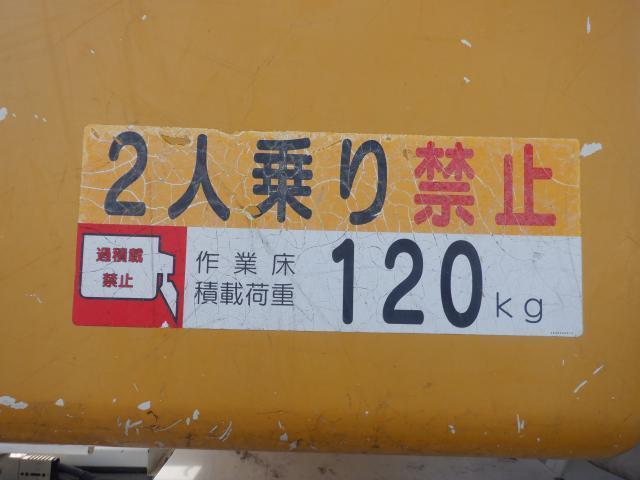 2人乗り禁止
過積載
禁止
作業床
積載荷重
120kg